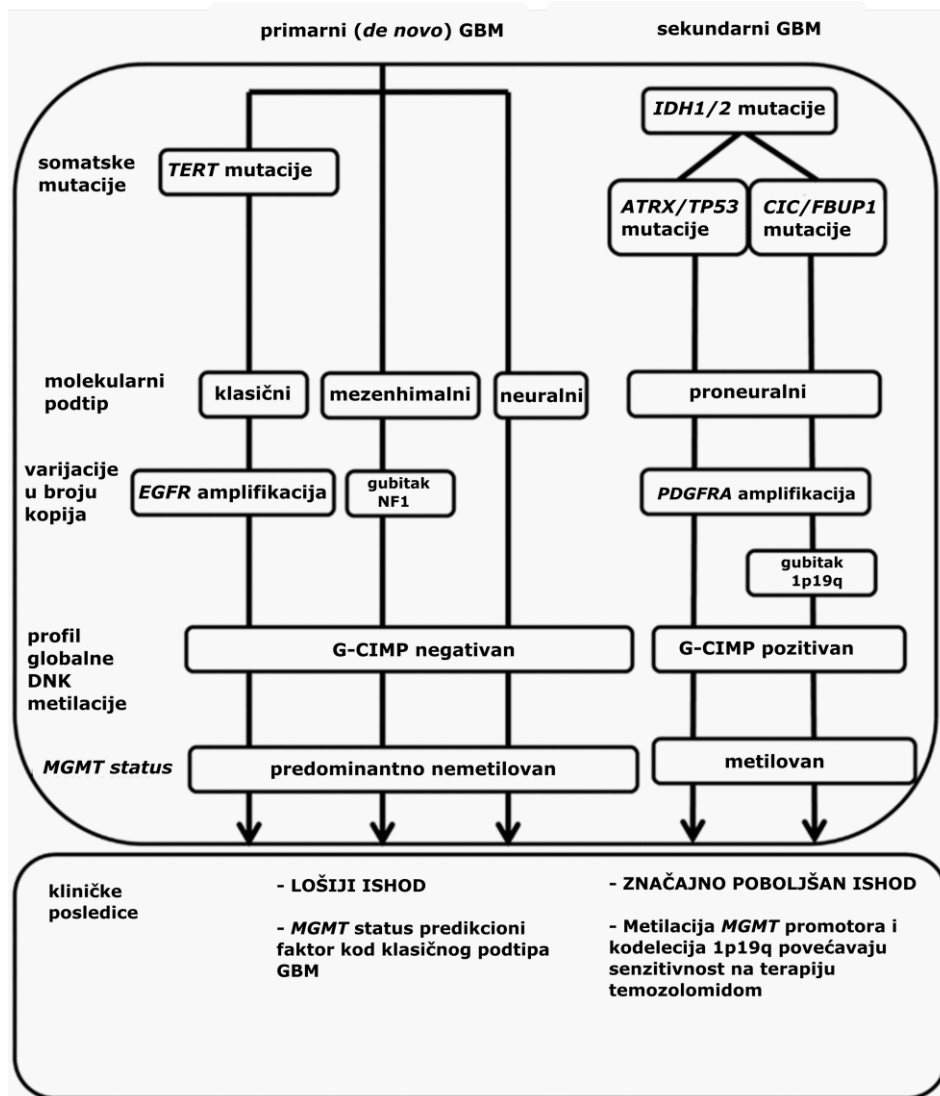 primarni (de novo) GBM
sekundarni GBM
somatske
mutacije
TERT mutacije
IDH1/2 mutacije
ATRX/TP53
mutacije
CIC/FBUP1
mutacije
molekularni
podtip
klasični
mezenhimalni
neuralni
proneuralni
varijacije
u broju
kopija
EGFR amplifikacija
gubitak
NF1
PDGFRA amplifikacija
gubitak
1p19q
profil
globalne
DNK
metilacije
G-CIMP negativan
G-CIMP pozitivan
MGMT status
predominantno nemetilovan
metilovan
kliničke
posledice
- LOŠIJI ISHOD
- MGMT status predikcioni
faktor kod klasičnog podtipa
GBM
- ZNAČAJNO POBOLJŠAN ISHOD
- Metilacija MGMT promotora i
kodelecija 1p19q povećavaju
senzitivnost na terapiju
temozolomidom